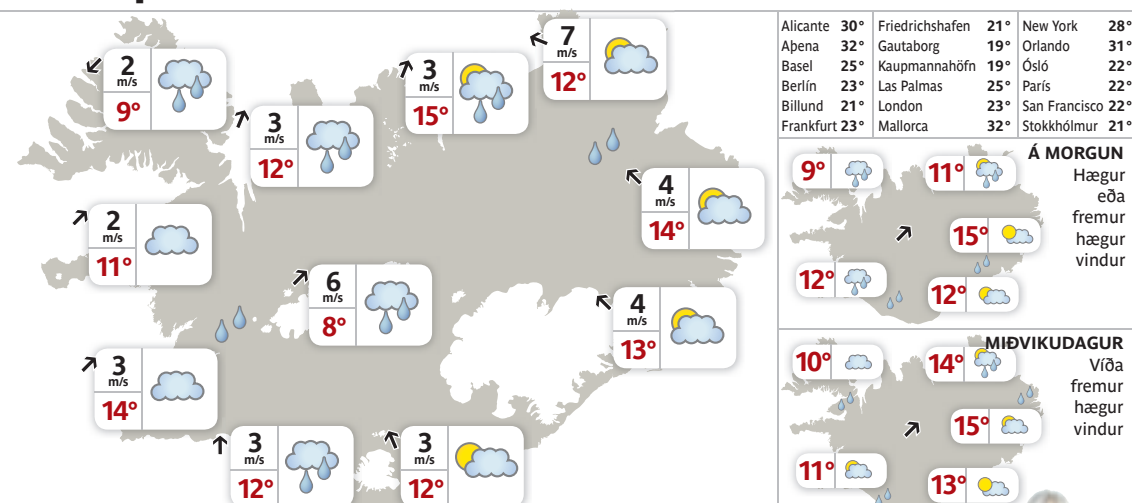 2
m/s
9°
3
m/s
12°
3
m/s
15°
7
12°
4
m/s
14°
2
m/s
11°
6
m/s
8°
4
m/s
13°
3
m/s
14°
3
m/s
12°
3
m/s
12°
Alicante 30°
Aþena 32°
Basel 25°
Berlín 23°
Billund 21°
Frankfurt 23°
Friedrichshafen 21°
Gautaborg 19°
Kaupmannahöfn 19°
Las Palmas 25°
London 23°
Mallorca 32°
New York 28°
Orlando 31°
Ósló 22°
París 22°
San Francisco 22°
Stokkhólmur 21°
Á MORGUN
Hægur
eða
fremur
hægur
vindur
9°
11°
15°
12°
12°
MIÐVIKUDAGUR
Víða
fremur
hægur
vindur
10°
14°
15°
11°
13°